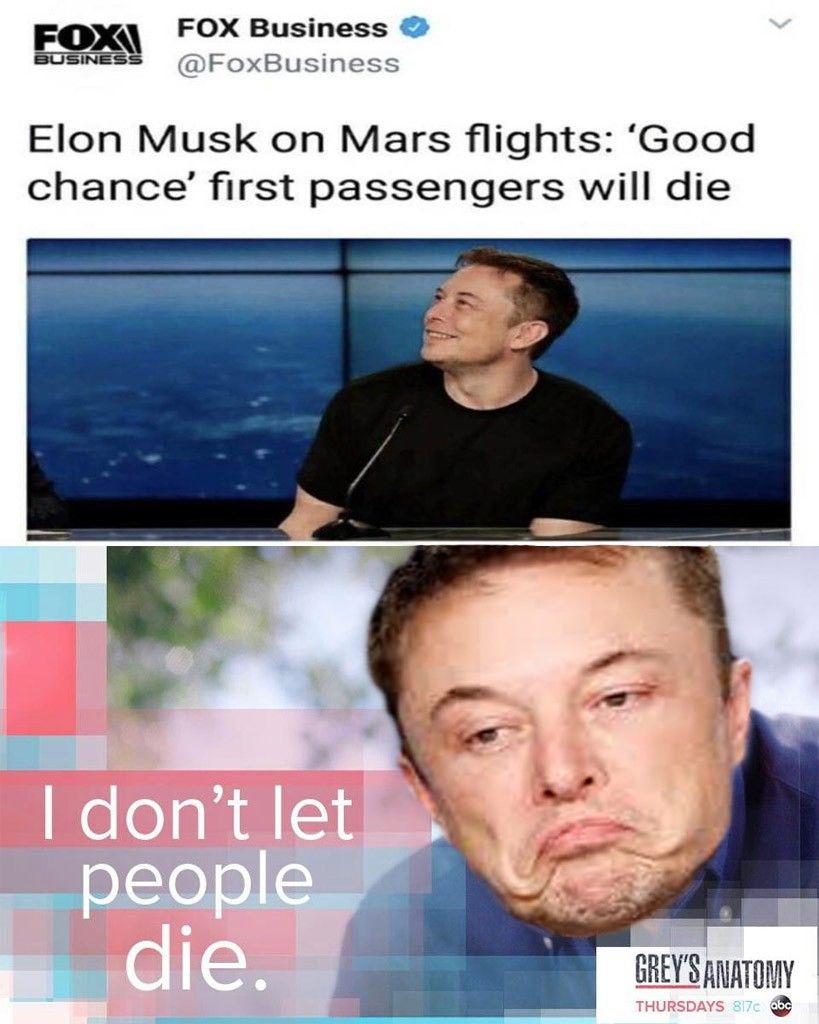 FOX
BUSINESS
FOX Business
@FoxBusiness
Elon Musk on Mars flights: ‘Good
chance’ first passengers will die
I don’t let
people
die.
GREY'S ANATOMY
THURSDAYS 8|7c abc